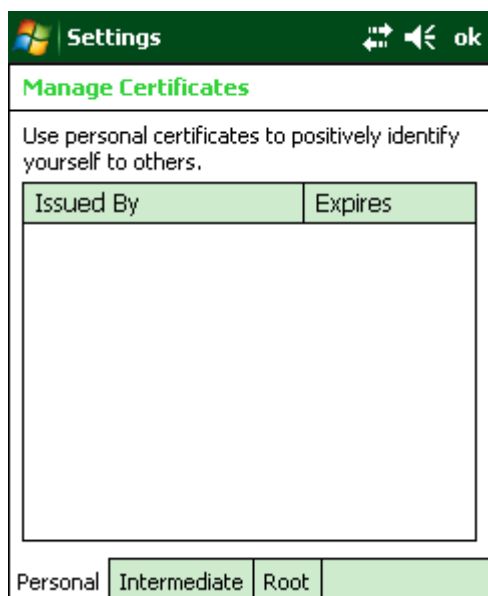 Settings ok
Manage Certificates
Use personal certificates to positively identify
yourself to others.
Issued By Expires
Personal Intermediate Root